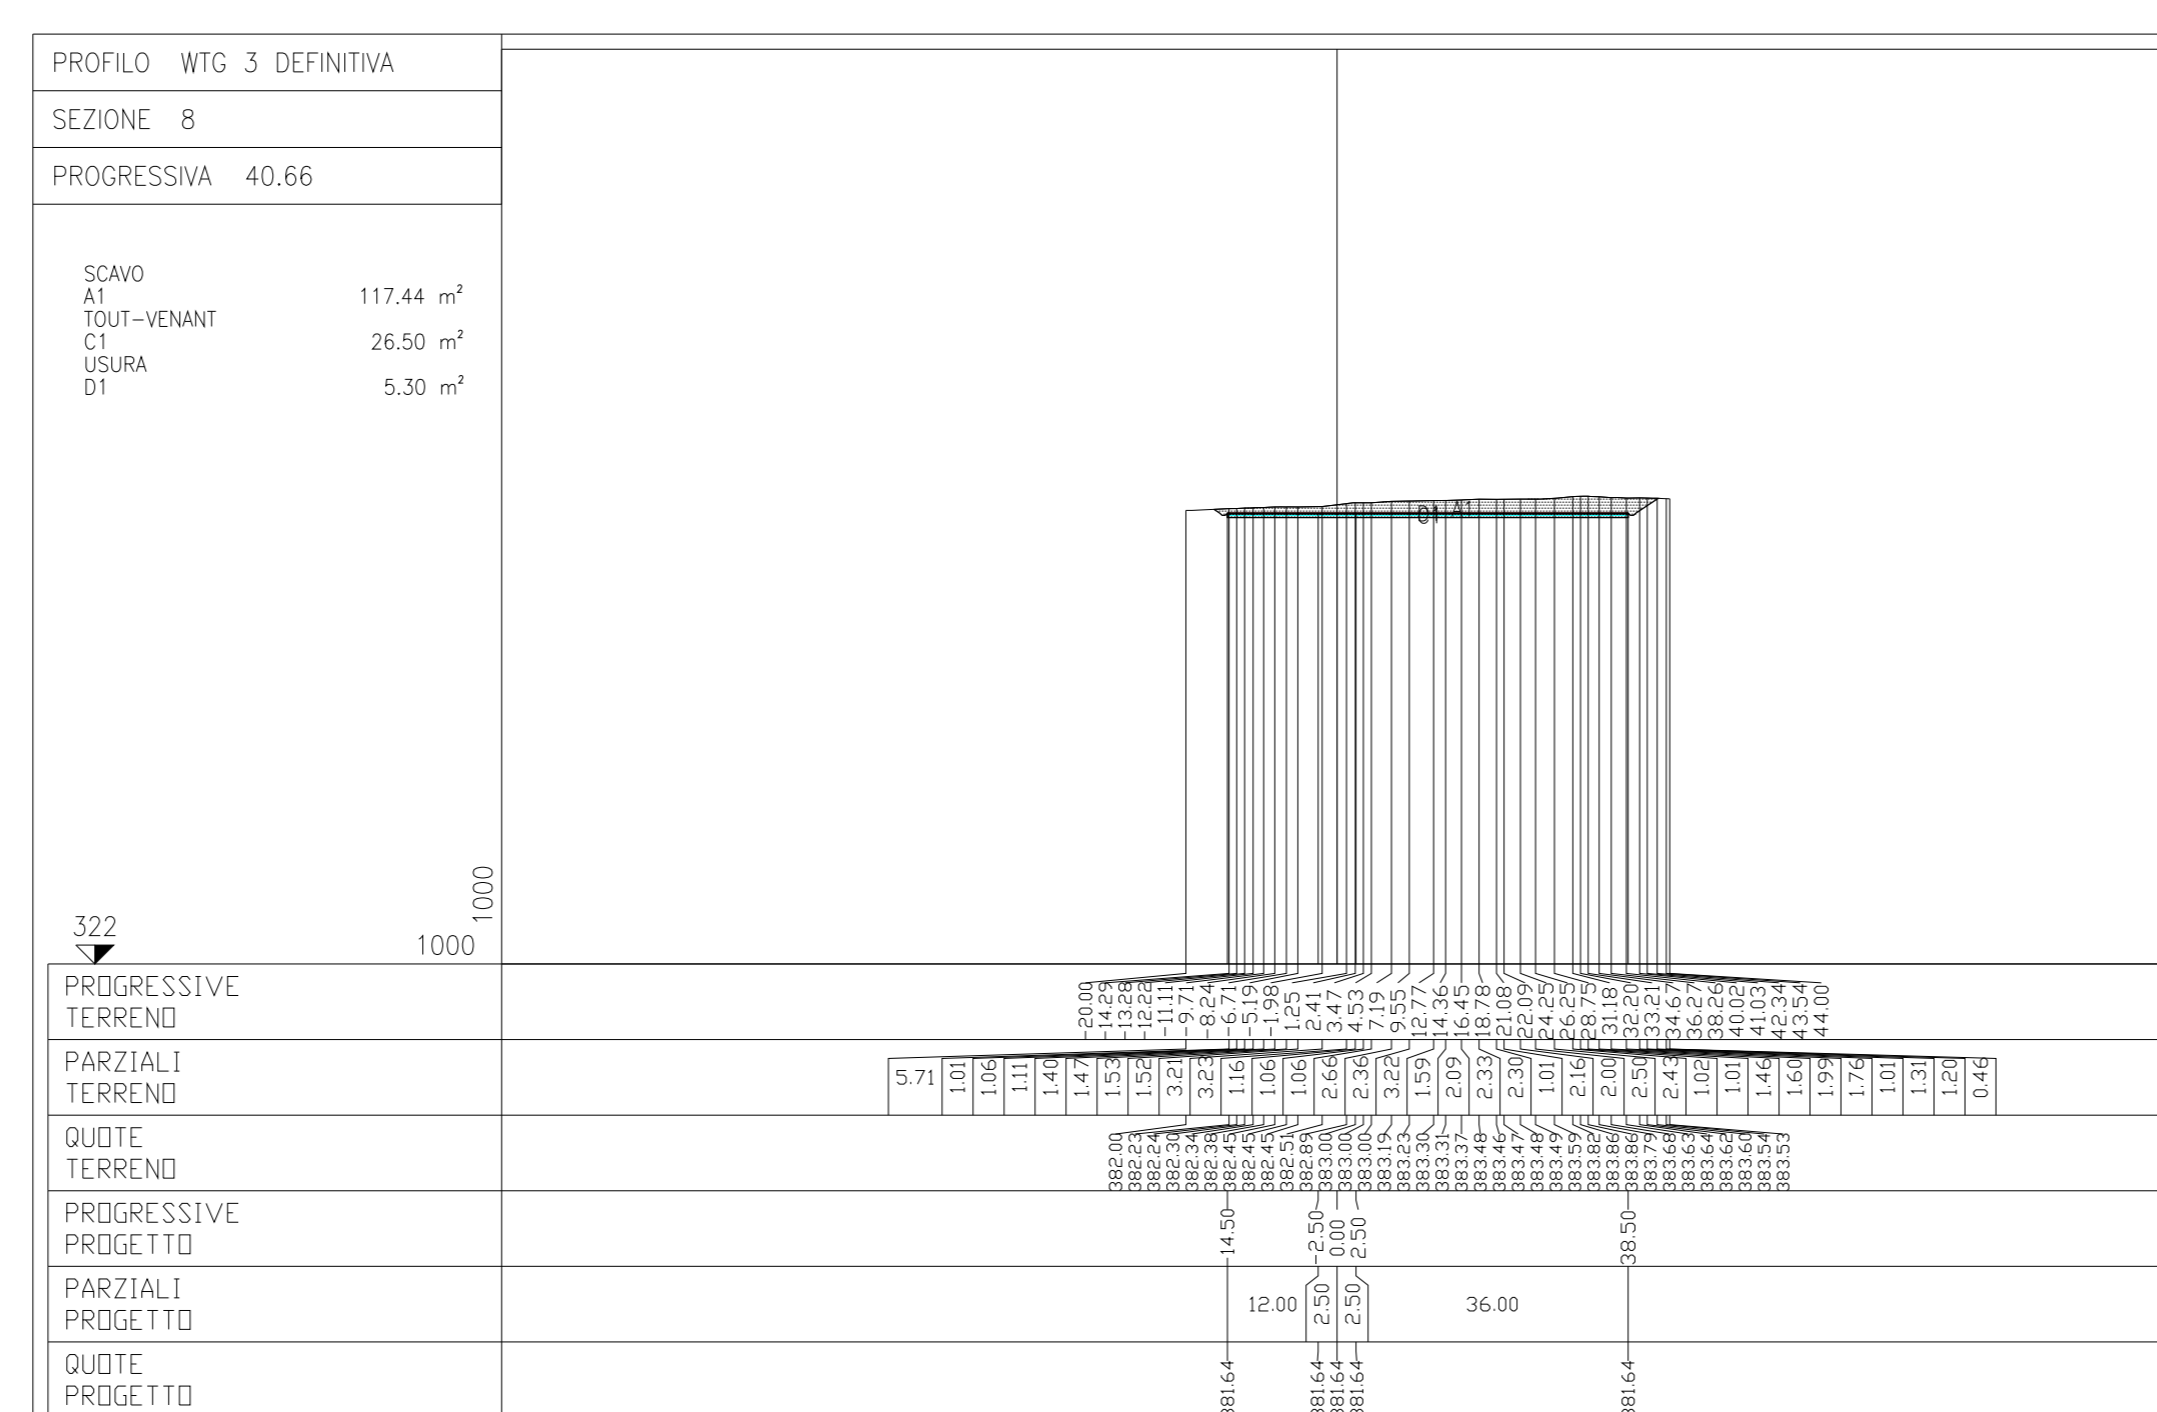 PROFILO WTG 3 DEFINITIVA
SEZIONE 8
PROGRESSIVA 40.66
SCAVO
A1 117.44 m²
TOUT-VENANT
C1 26.50 m²
USURA
D1 5.30 m²
A1
1000
322
1000
PROGRESSIVE
TERRENO
-20.00 -14.29 -13.28 -12.22 -11.11 -9.71 -8.24 -6.71 -5.19 -1.98 1.25 2.41 3.47 4.53 7.19 9.55 12.77 14.36 16.45 18.78 21.08 22.09 24.25 26.25 28.75 31.18 32.20 33.21 34.67 36.27 38.26 40.02 41.03 42.34 43.54 44.00
PARZIALI
TERRENO
5.71 1.01 1.06 1.11 1.40 1.47 1.53 1.52 3.21 3.23 1.16 1.06 1.06 2.66 2.36 3.22 1.59 2.09 2.33 2.30 1.01 2.16 2.00 2.50 2.43 1.02 1.01 1.46 1.60 1.99 1.76 1.01 1.31 1.20 0.46
QUOTE
TERRENO
382.00 382.23 382.24 382.30 382.34 382.38 382.45 382.45 382.45 382.51 382.89 383.00 383.00 383.00 383.19 383.23 383.30 383.31 383.37 383.48 383.46 383.47 383.48 383.49 383.59 383.82 383.86 383.86 383.79 383.68 383.63 383.64 383.62 383.60 383.54 383.53
PROGRESSIVE
PROGETTO
-14.50 -2.50 0.00 2.50 38.50
PARZIALI
PROGETTO
12.00 2.50 2.50 36.00
QUOTE
PROGETTO
381.64 381.64 381.64 381.64 381.64